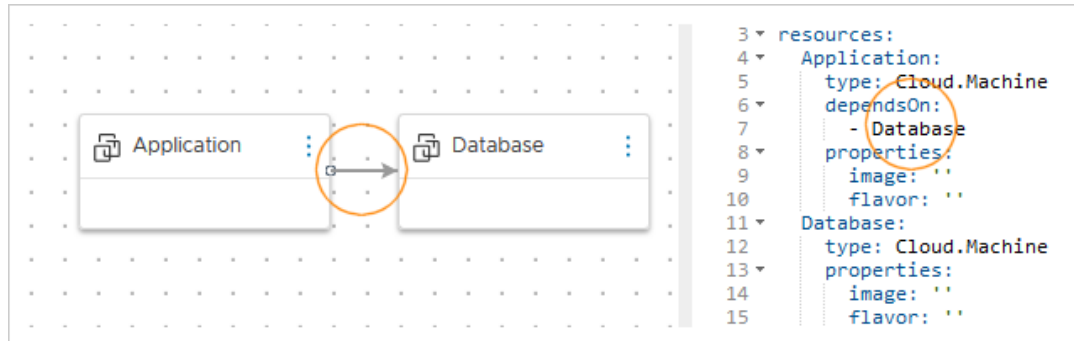 Application
Database
3 resources:
4 Application:
5 type: Cloud.Machine
6 dependsOn:
7 - Database
8 properties:
9 image: ''
10 flavor: ''
11 Database:
12 type: Cloud.Machine
13 properties:
14 image: ''
15 flavor: ''